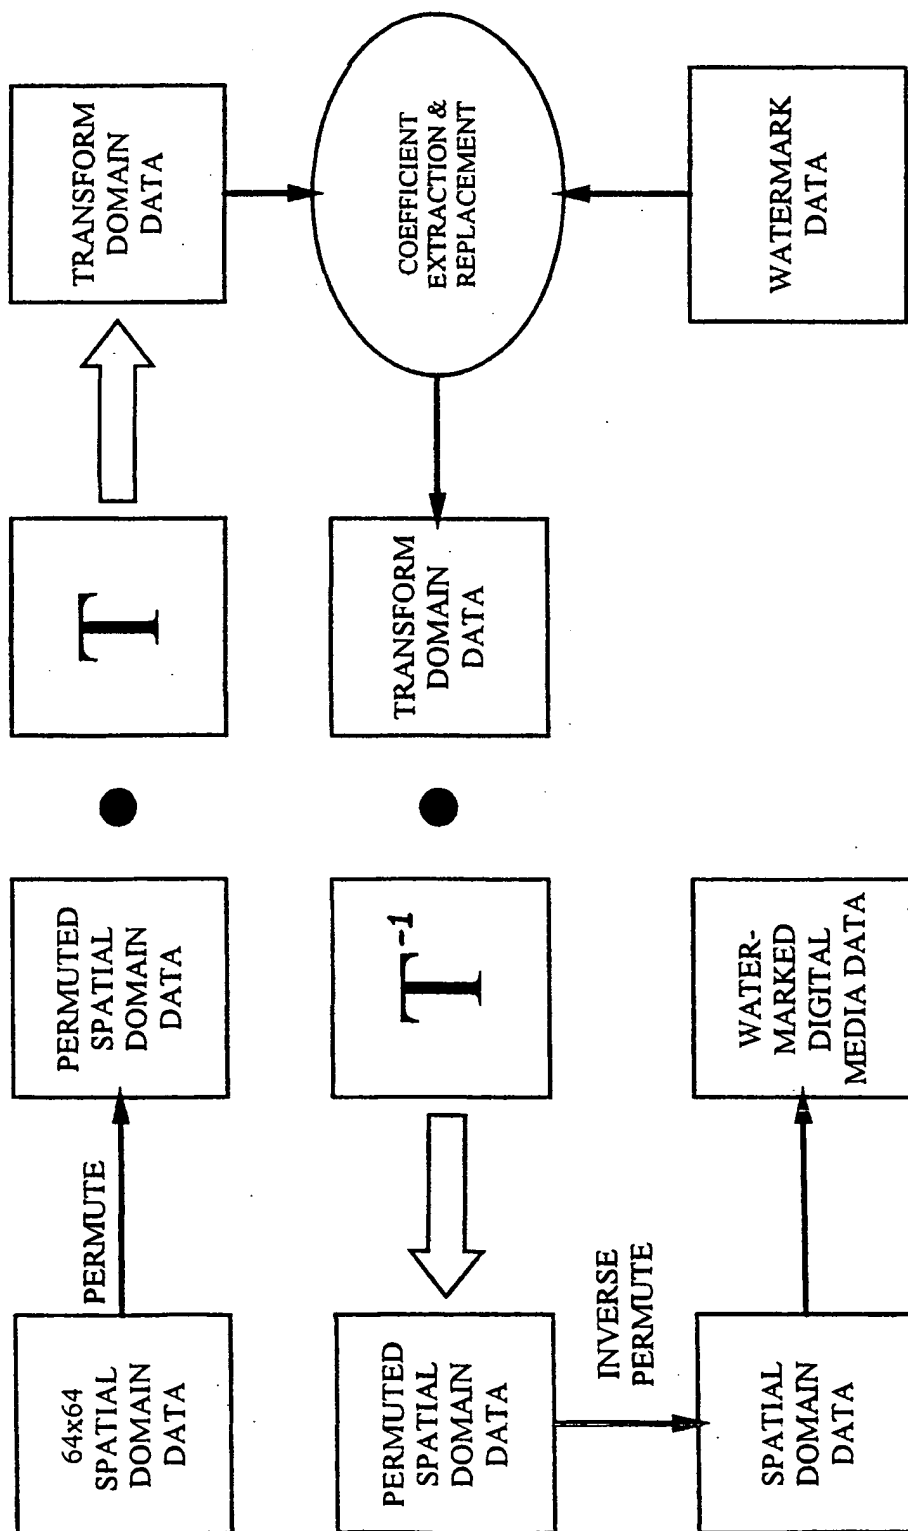 64x64
SPATIAL
DOMAIN
DATA
PERMUTE
PERMUTED
SPATIAL
DOMAIN
DATA
T
TRANSFORM
DOMAIN
DATA
PERMUTED
SPATIAL
DOMAIN
DATA
T⁻¹
TRANSFORM
DOMAIN
DATA
COEFFICIENT
EXTRACTION &
REPLACEMENT
INVERSE
PERMUTE
SPATIAL
DOMAIN
DATA
WATER-
MARKED
DIGITAL
MEDIA DATA
WATERMARK
DATA